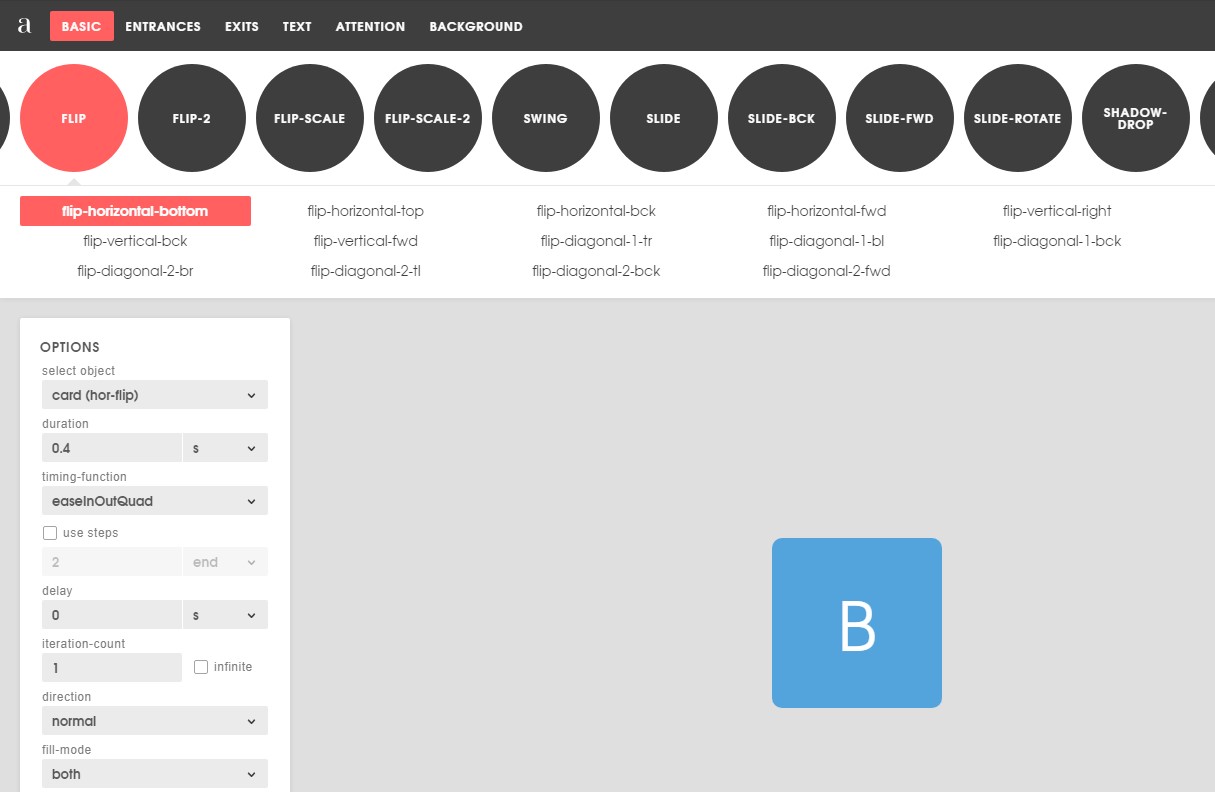 a BASIC ENTRANCES EXITS TEXT ATTENTION BACKGROUND
FLIP FLIP-2 FLIP-SCALE FLIP-SCALE-2 SWING SLIDE SLIDE-BCK SLIDE-FWD SLIDE-ROTATE SHADOW-
DROP
flip-horizontal-bottom flip-horizontal-top flip-horizontal-bck flip-horizontal-fwd flip-vertical-right
flip-vertical-bck flip-vertical-fwd flip-diagonal-1-tr flip-diagonal-1-bl flip-diagonal-1-bck
flip-diagonal-2-br flip-diagonal-2-tl flip-diagonal-2-bck flip-diagonal-2-fwd
OPTIONS
select object
card (hor-flip)
duration
0.4 s
timing-function
easeInOutQuad
use steps
2 end
delay
0 s
iteration-count
1 infinite
direction
normal
fill-mode
both
B